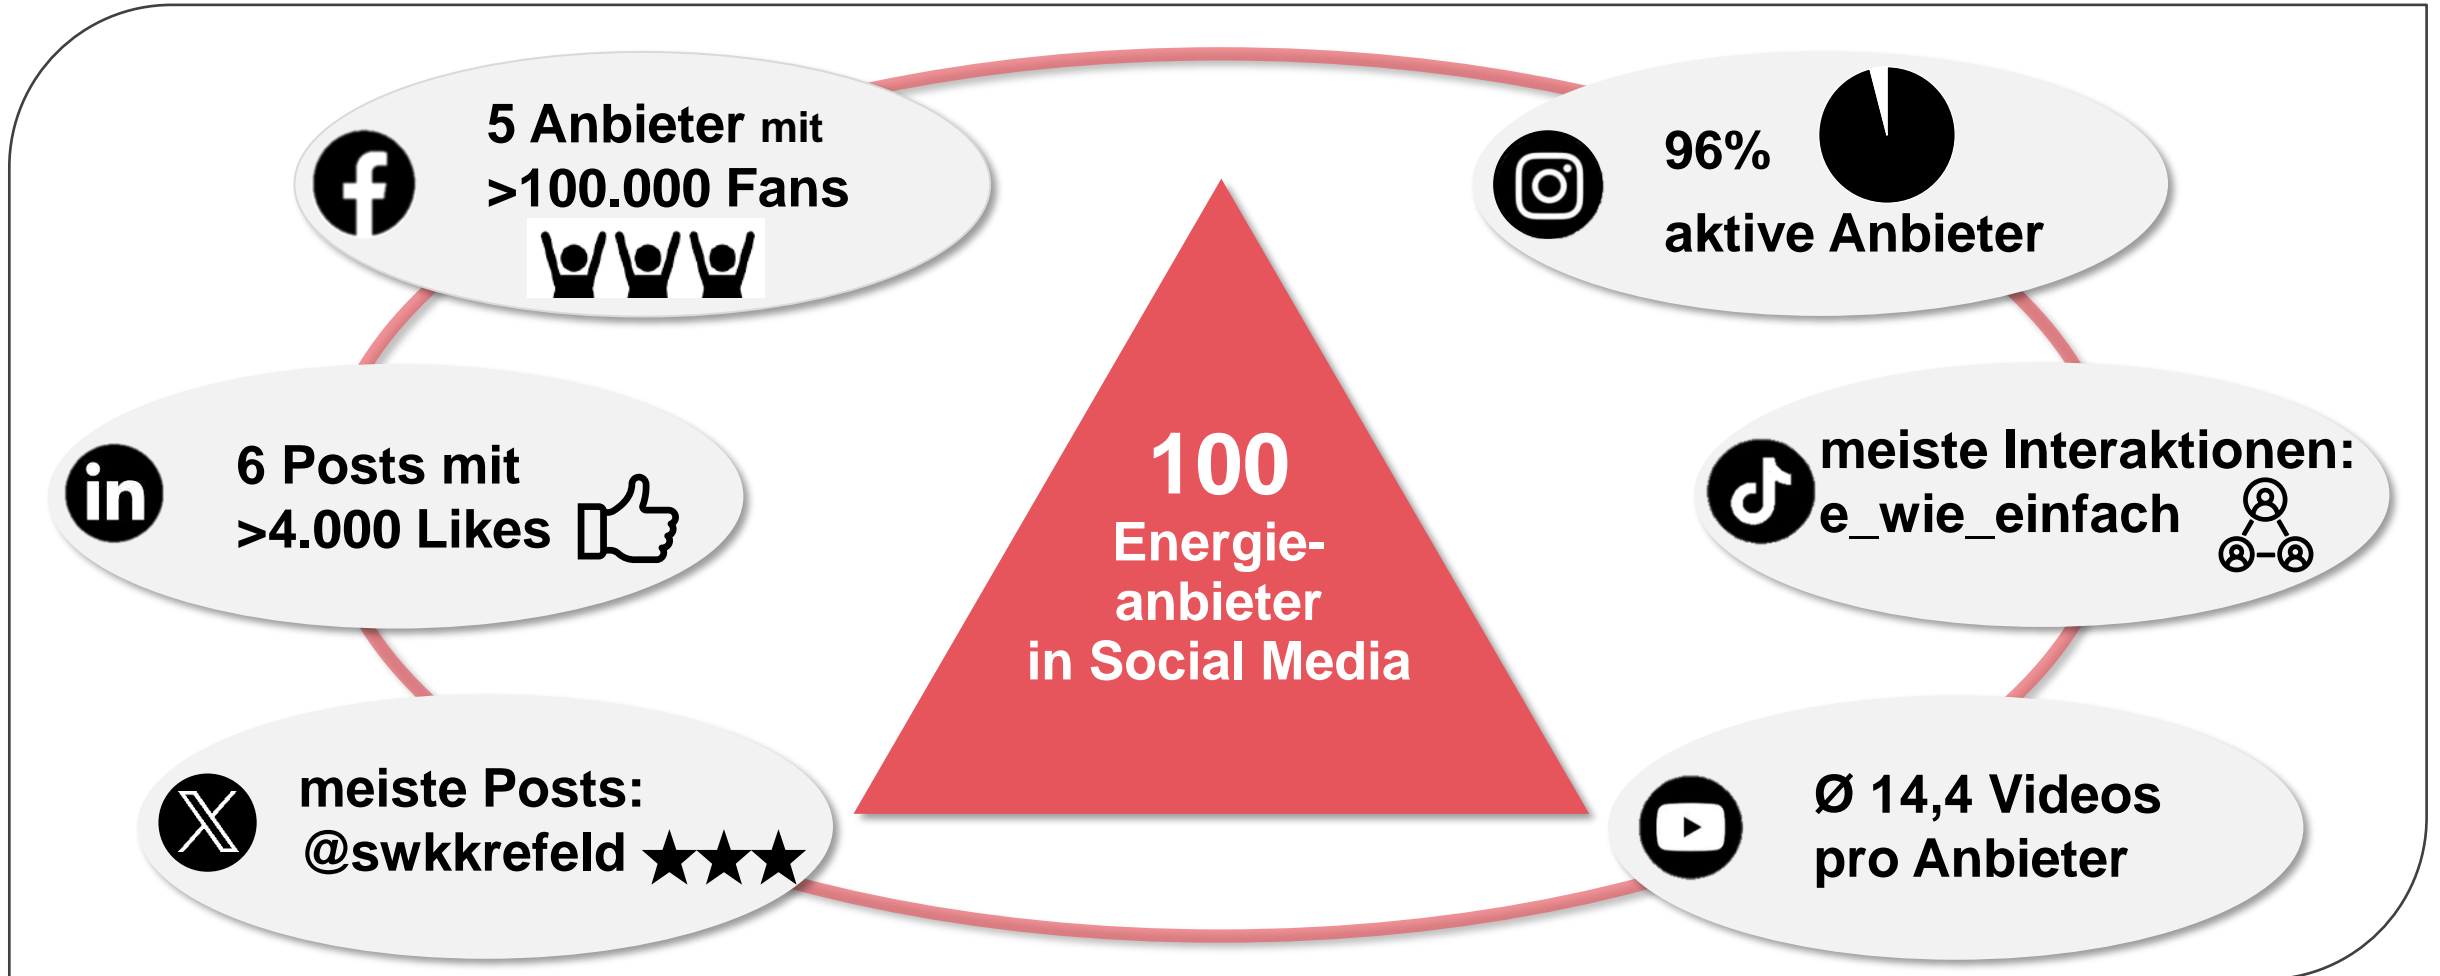 5 Anbieter mit
>100.000 Fans
96%
aktive Anbieter
6 Posts mit
>4.000 Likes
100
Energie-
anbieter
in Social Media
meiste Interaktionen:
e_wie_einfach
meiste Posts:
@swkkrefeld
Ø 14,4 Videos
pro Anbieter